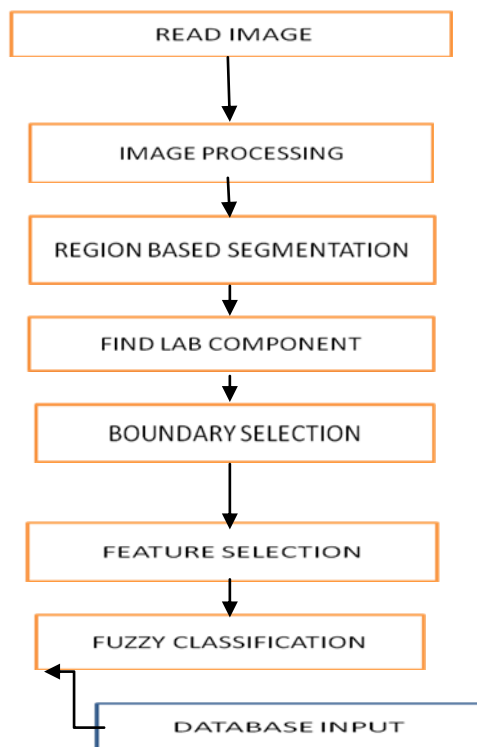 READ IMAGE
IMAGE PROCESSING
REGION BASED SEGMENTATION
FIND LAB COMPONENT
BOUNDARY SELECTION
FEATURE SELECTION
FUZZY CLASSIFICATION
DATABASE INPUT